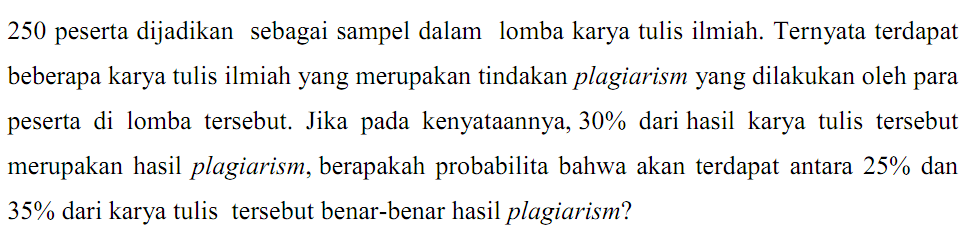 250 peserta dijadikan sebagai sampel dalam lomba karya tulis ilmiah. Ternyata terdapat
beberapa karya tulis ilmiah yang merupakan tindakan plagiarism yang dilakukan oleh para
peserta di lomba tersebut. Jika pada kenyataannya, 30% dari hasil karya tulis tersebut
merupakan hasil plagiarism, berapakah probabilita bahwa akan terdapat antara 25% dan
35% dari karya tulis tersebut benar-benar hasil plagiarism?